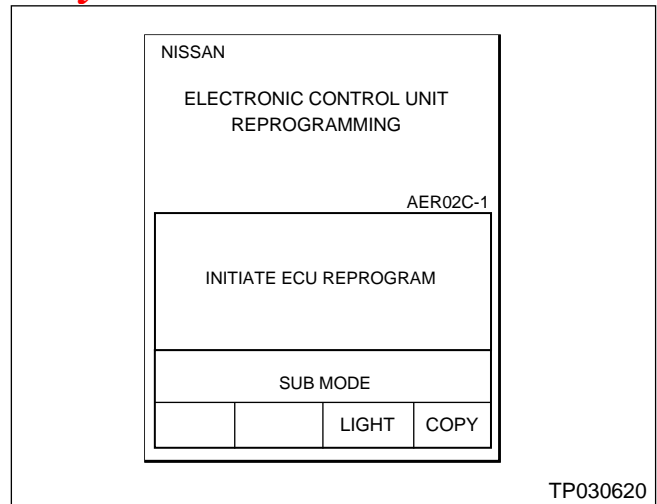 NISSAN
ELECTRONIC CONTROL UNIT
REPROGRAMMING
AER02C-1
INITIATE ECU REPROGRAM
SUB MODE
LIGHT COPY
TP030620